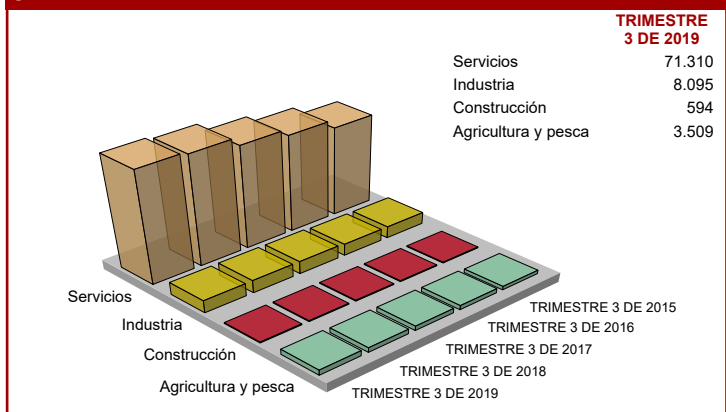 TRIMESTRE
3 DE 2019
Servicios 71.310
Industria 8.095
Construcción 594
Agricultura y pesca 3.509
Servicios
Industria
Construcción
Agricultura y pesca
TRIMESTRE 3 DE 2015
TRIMESTRE 3 DE 2016
TRIMESTRE 3 DE 2017
TRIMESTRE 3 DE 2018
TRIMESTRE 3 DE 2019